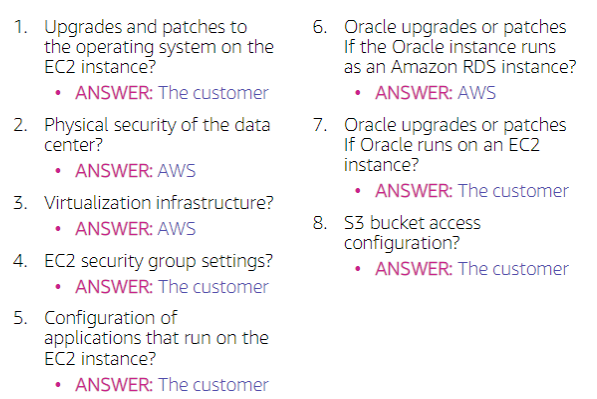 1. Upgrades and patches to
the operating system on the
EC2 instance?
• ANSWER: The customer
2. Physical security of the data
center?
• ANSWER: AWS
3. Virtualization infrastructure?
• ANSWER: AWS
4. EC2 security group settings?
• ANSWER: The customer
5. Configuration of
applications that run on the
EC2 instance?
• ANSWER: The customer
6. Oracle upgrades or patches
If the Oracle instance runs
as an Amazon RDS instance?
• ANSWER: AWS
7. Oracle upgrades or patches
If Oracle runs on an EC2
instance?
• ANSWER: The customer
8. S3 bucket access
configuration?
• ANSWER: The customer